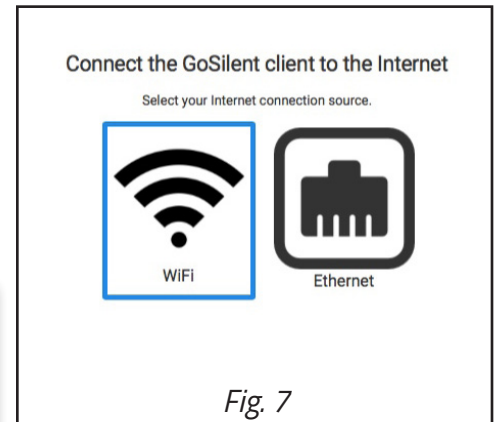 Connect the GoSilent client to the Internet
Select your Internet connection source.
WiFi
Ethernet
Fig. 7